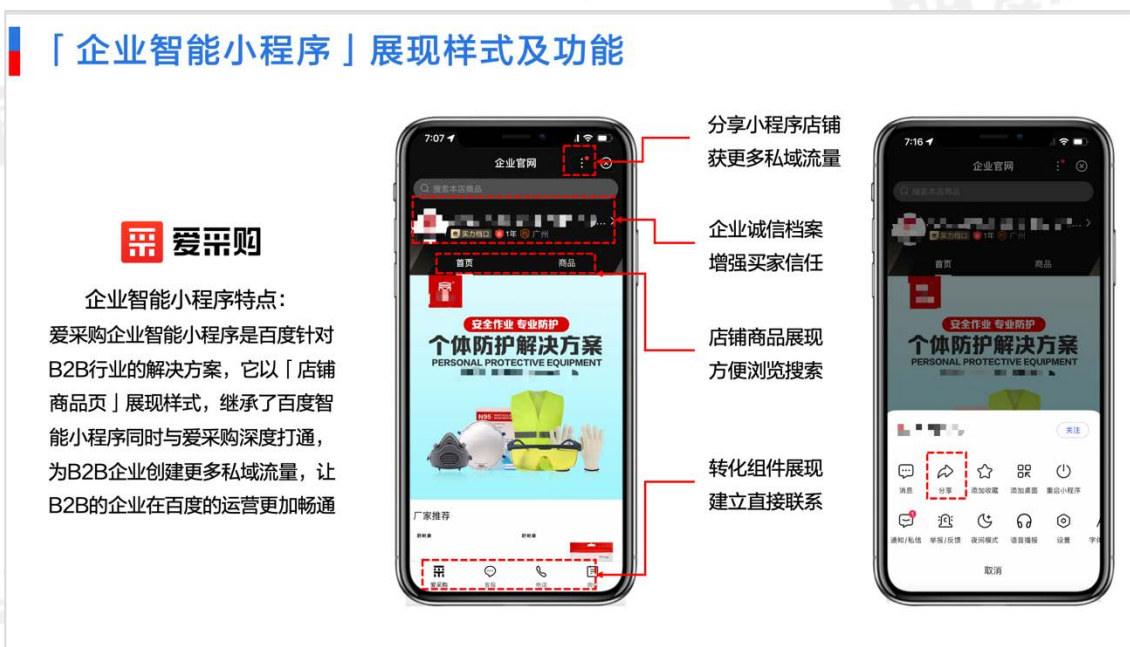 「企业智能小程序」展现样式及功能
爱采购
企业智能小程序特点：
爱采购企业智能小程序是百度针对
B2B行业的解决方案，它以「店铺
商品页」展现样式，继承了百度智
能小程序同时与爱采购深度打通，
为B2B企业创建更多私域流量，让
B2B的企业在百度的运营更加畅通
7:07
企业官网
搜索本店商品
实力档口 1年 广州
首页 商品
安全作业 专业防护
个体防护解决方案
PERSONAL PROTECTIVE EQUIPMENT
N95
厂家推荐
爱采购 客服 电话
分享小程序店铺
获更多私域流量
企业诚信档案
增强买家信任
店铺商品展现
方便浏览搜索
转化组件展现
建立直接联系
7:16
企业官网
搜索本店商品
实力档口 1年 广州
首页 商品
安全作业 专业防护
个体防护解决方案
PERSONAL PROTECTIVE EQUIPMENT
关注
消息 分享 添加收藏 添加桌面 重启小程序
1
通知/私信 举报/反馈 夜间模式 语音播报 设置 字体
取消